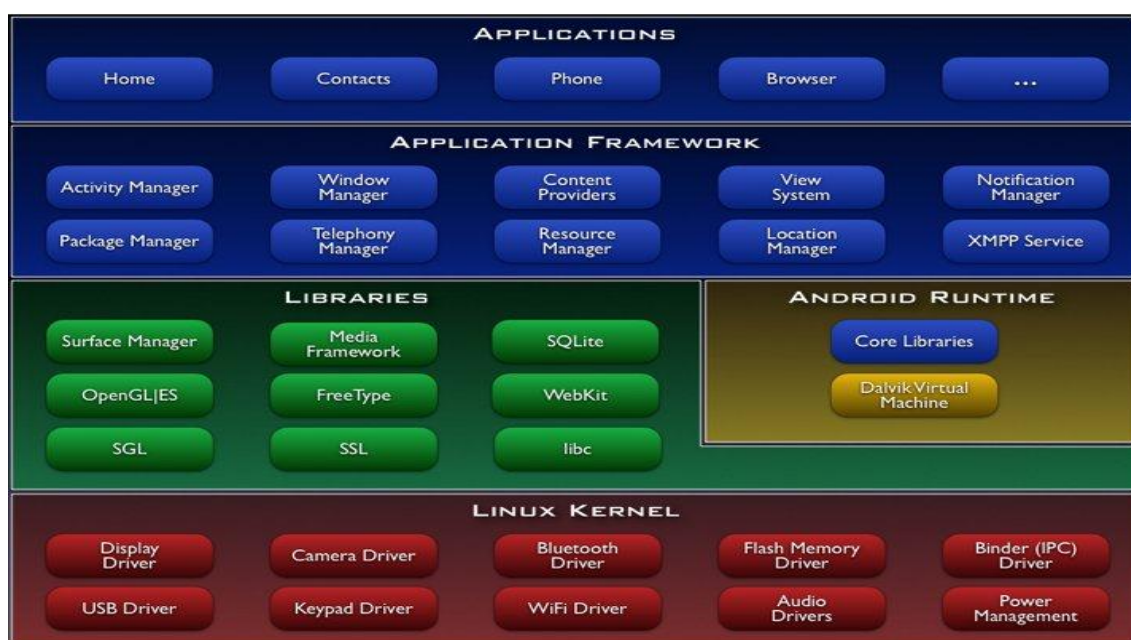 APPLICATIONS
Home
Contacts
Phone
Browser
...
APPLICATION FRAMEWORK
Activity Manager
Window
Manager
Content
Providers
View
System
Notification
Manager
Package Manager
Telephony
Manager
Resource
Manager
Location
Manager
XMPP Service
LIBRARIES
Surface Manager
Media
Framework
SQLite
OpenGL|ES
FreeType
WebKit
SGL
SSL
libc
ANDROID RUNTIME
Core Libraries
Dalvik Virtual
Machine
LINUX KERNEL
Display
Driver
Camera Driver
Bluetooth
Driver
Flash Memory
Driver
Binder (IPC)
Driver
USB Driver
Keypad Driver
WiFi Driver
Audio
Drivers
Power
Management